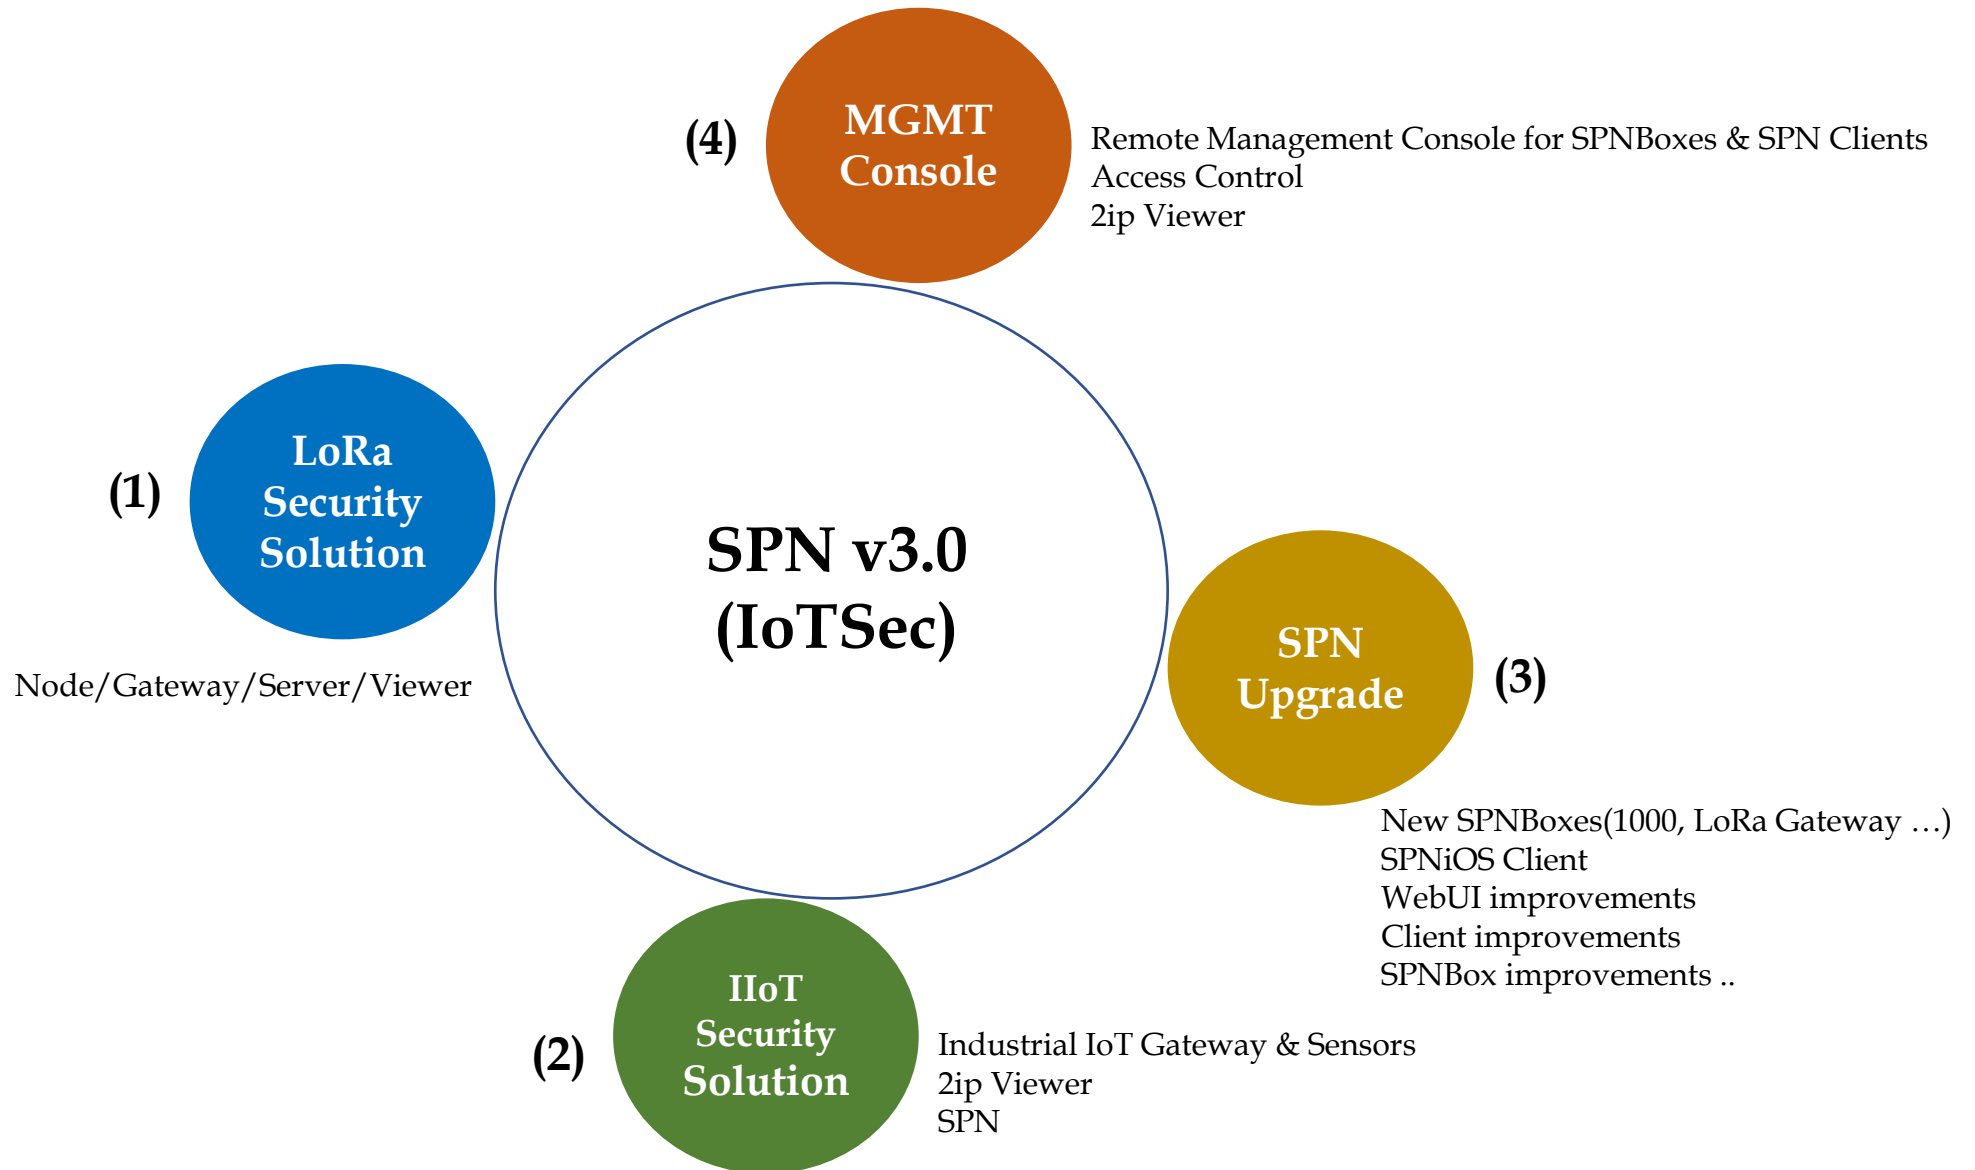 (4)
MGMT
Console
Remote Management Console for SPNBoxes & SPN Clients
Access Control
2ip Viewer
(1)
LoRa
Security
Solution
Node/Gateway/Server/Viewer
SPN v3.0
(IoTSec)
SPN
Upgrade
(3)
New SPNBoxes(1000, LoRa Gateway …)
SPNiOS Client
WebUI improvements
Client improvements
SPNBox improvements ..
(2)
IIoT
Security
Solution
Industrial IoT Gateway & Sensors
2ip Viewer
SPN